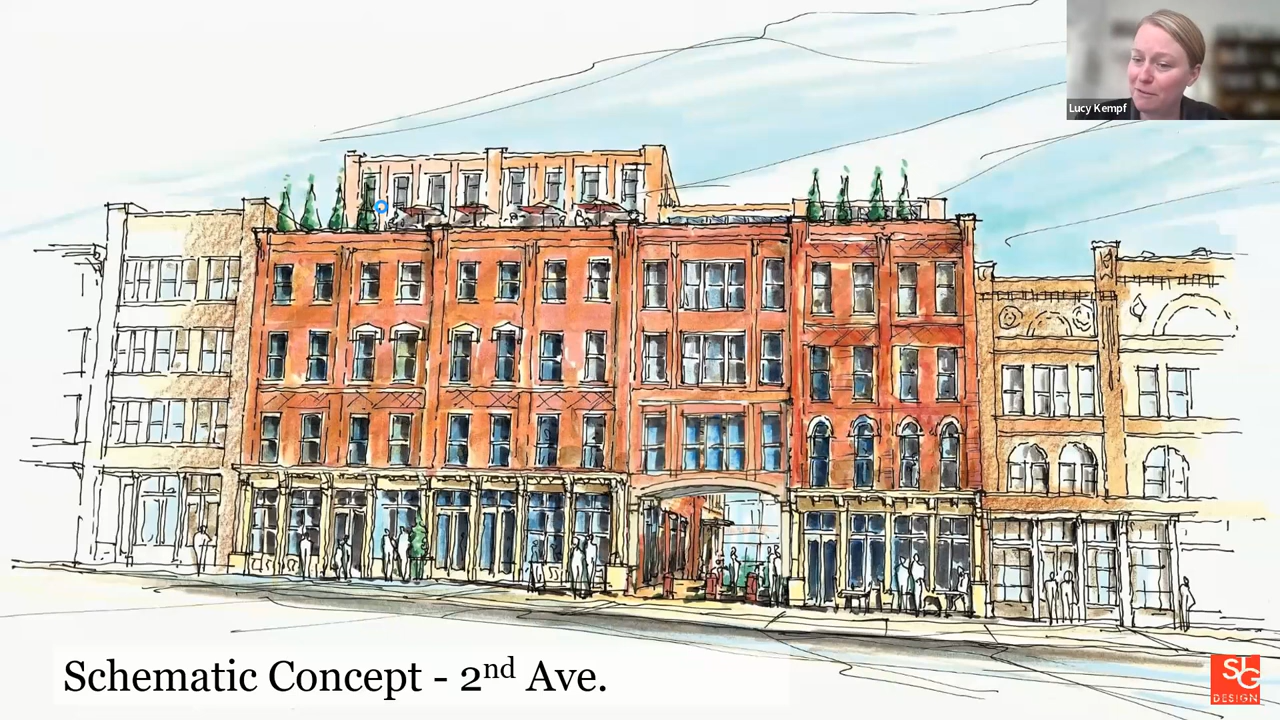 Lucy Kempf
Schematic Concept - 2nd Ave.
SLG
DESIGN